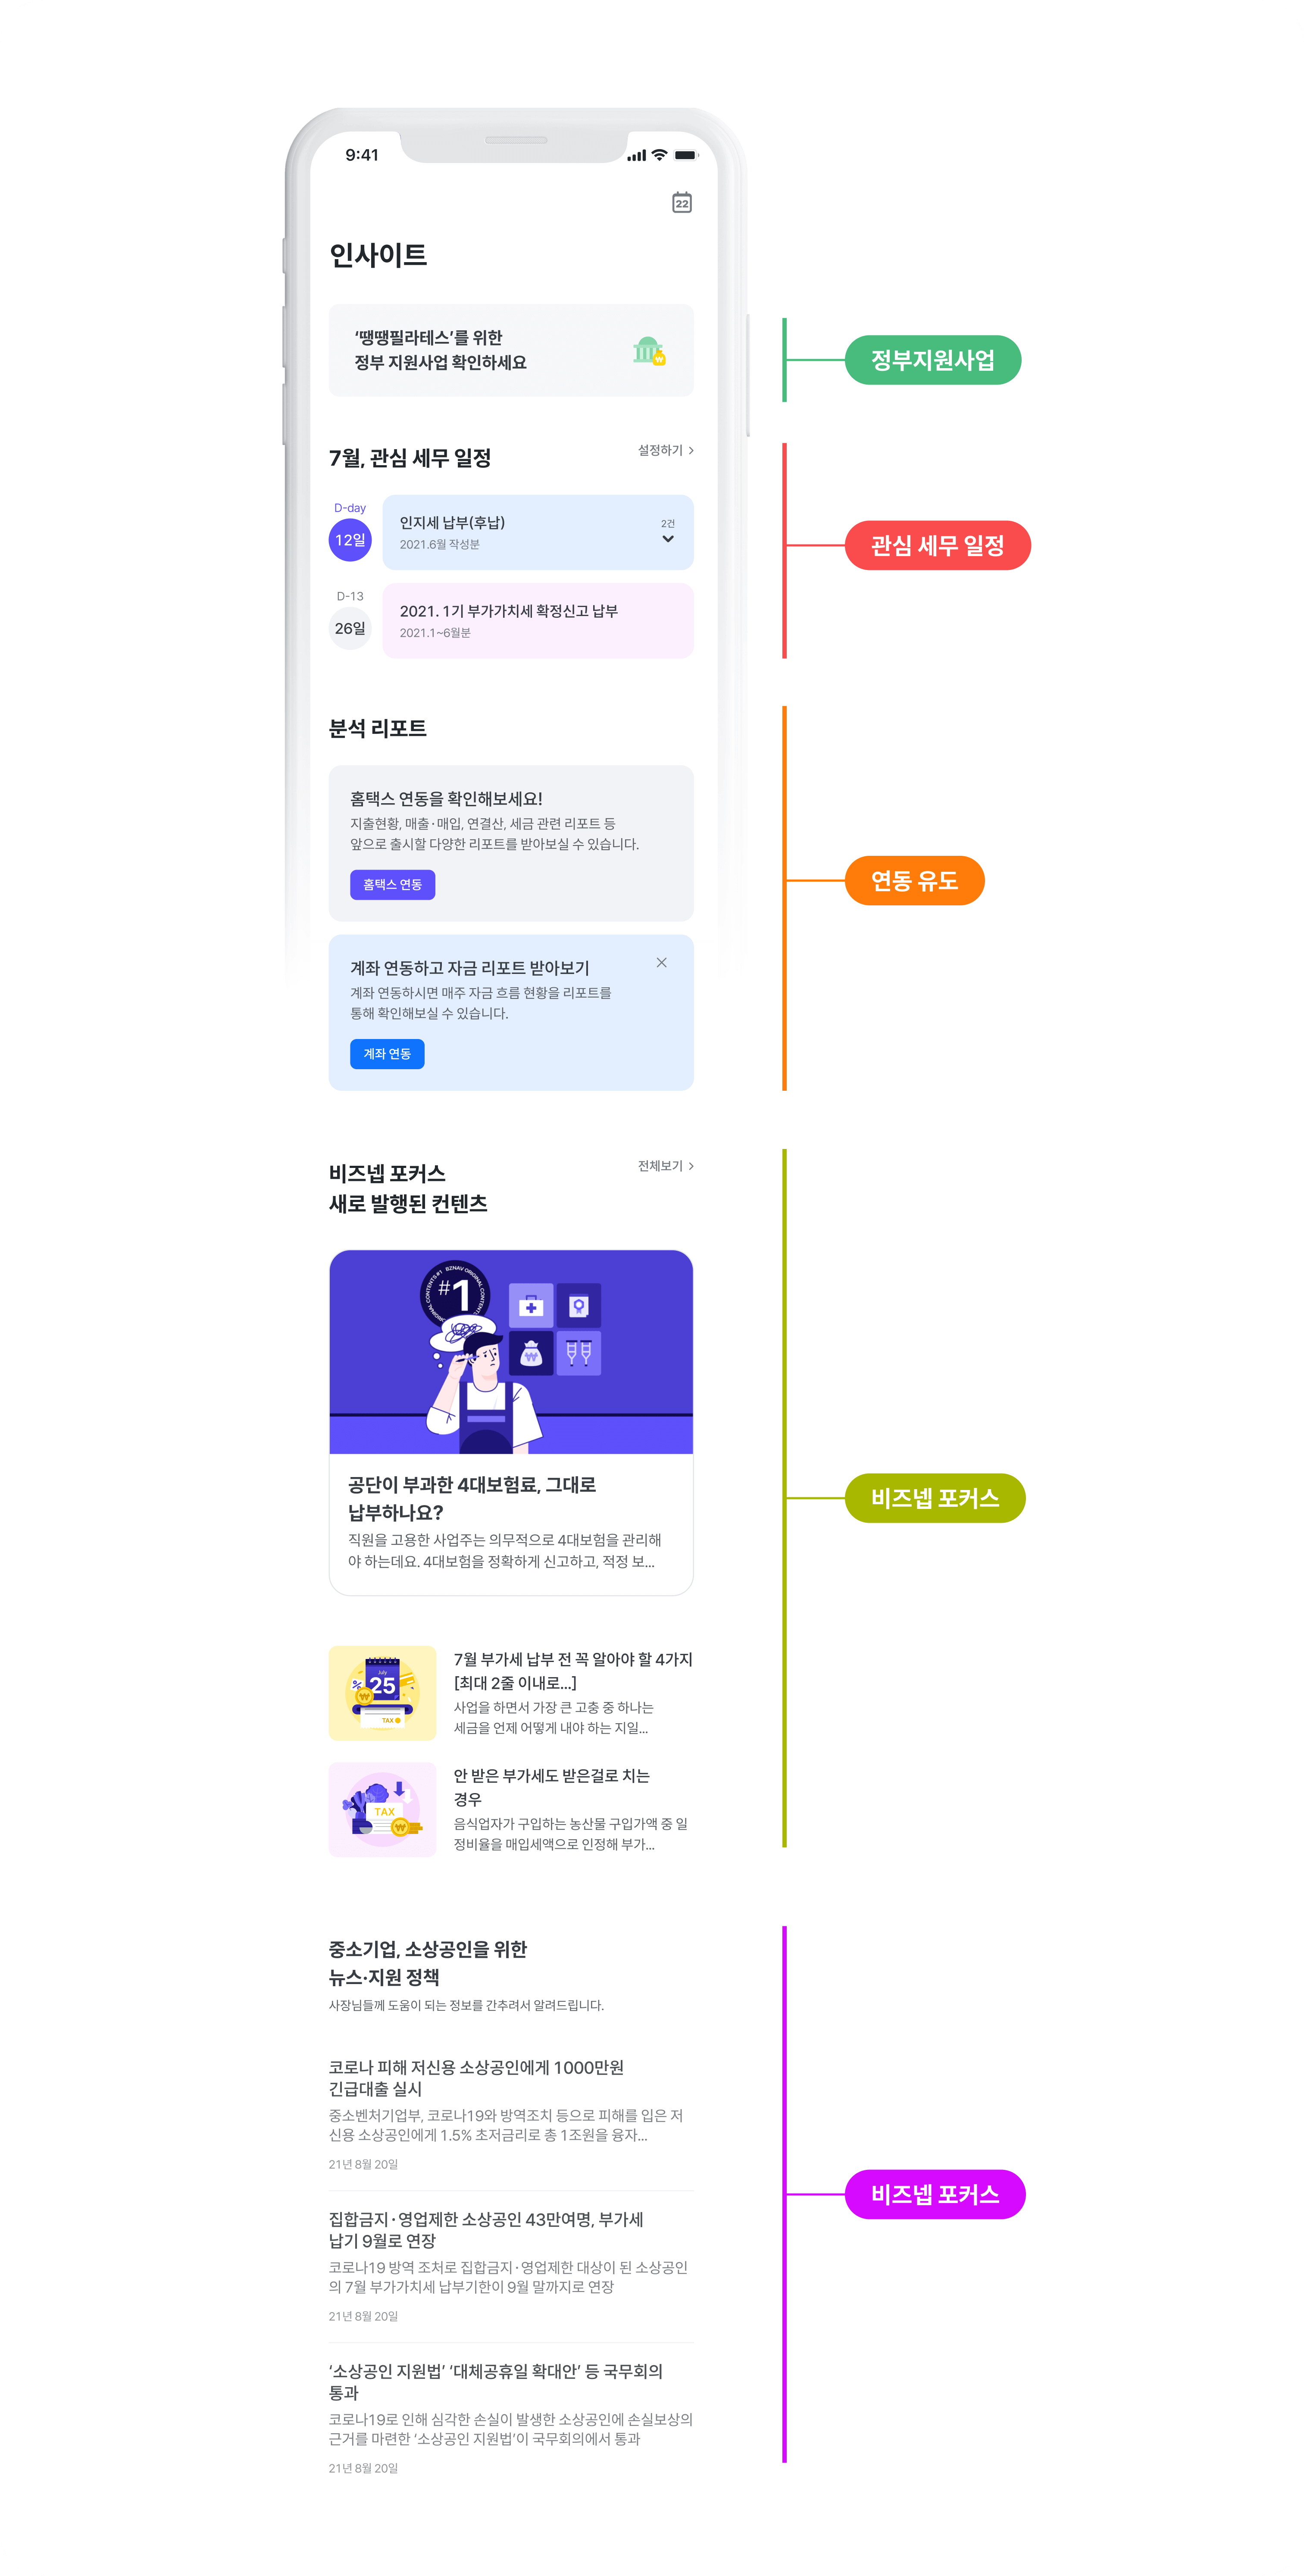 9:41
22
인사이트
‘땡땡필라테스’를 위한
정부 지원사업 확인하세요
정부지원사업
7월, 관심 세무 일정
설정하기
D-day
12일
인지세 납부(후납)
2021.6월 작성분
2건
D-13
26일
2021. 1기 부가가치세 확정신고 납부
2021.1~6월분
관심 세무 일정
분석 리포트
홈택스 연동을 확인해보세요!
지출현황, 매출·매입, 연결산, 세금 관련 리포트 등
앞으로 출시할 다양한 리포트를 받아보실 수 있습니다.
홈택스 연동
계좌 연동하고 자금 리포트 받아보기
계좌 연동하시면 매주 자금 흐름 현황을 리포트를
통해 확인해보실 수 있습니다.
계좌 연동
연동 유도
비즈넵 포커스
새로 발행된 컨텐츠
전체보기
#1
BZNAV ORIGINAL CONTENTS #1
공단이 부과한 4대보험료, 그대로
납부하나요?
직원을 고용한 사업주는 의무적으로 4대보험을 관리해
야 하는데요. 4대보험을 정확하게 신고하고, 적정 보...
July
25
%
₩
TAX
7월 부가세 납부 전 꼭 알아야 할 4가지
[최대 2줄 이내로...]
사업을 하면서 가장 큰 고충 중 하나는
세금을 언제 어떻게 내야 하는 지일...
TAX
₩
안 받은 부가세도 받은걸로 치는
경우
음식업자가 구입하는 농산물 구입가액 중 일
정비율을 매입세액으로 인정해 부가...
비즈넵 포커스
중소기업, 소상공인을 위한
뉴스·지원 정책
사장님들께 도움이 되는 정보를 간추려서 알려드립니다.
코로나 피해 저신용 소상공인에게 1000만원
긴급대출 실시
중소벤처기업부, 코로나19와 방역조치 등으로 피해를 입은 저
신용 소상공인에게 1.5% 초저금리로 총 1조원을 융자...
21년 8월 20일
집합금지·영업제한 소상공인 43만여명, 부가세
납기 9월로 연장
코로나19 방역 조처로 집합금지·영업제한 대상이 된 소상공인
의 7월 부가가치세 납부기한이 9월 말까지로 연장
21년 8월 20일
‘소상공인 지원법’ ‘대체공휴일 확대안’ 등 국무회의
통과
코로나19로 인해 심각한 손실이 발생한 소상공인에 손실보상의
근거를 마련한 ‘소상공인 지원법’이 국무회의에서 통과
21년 8월 20일
비즈넵 포커스